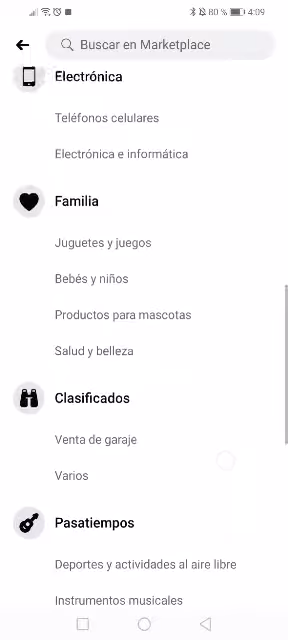 80 % 4:09
Buscar en Marketplace
Electrónica
Teléfonos celulares
Electrónica e informática
Familia
Juguetes y juegos
Bebés y niños
Productos para mascotas
Salud y belleza
Clasificados
Venta de garaje
Varios
Pasatiempos
Deportes y actividades al aire libre
Instrumentos musicales